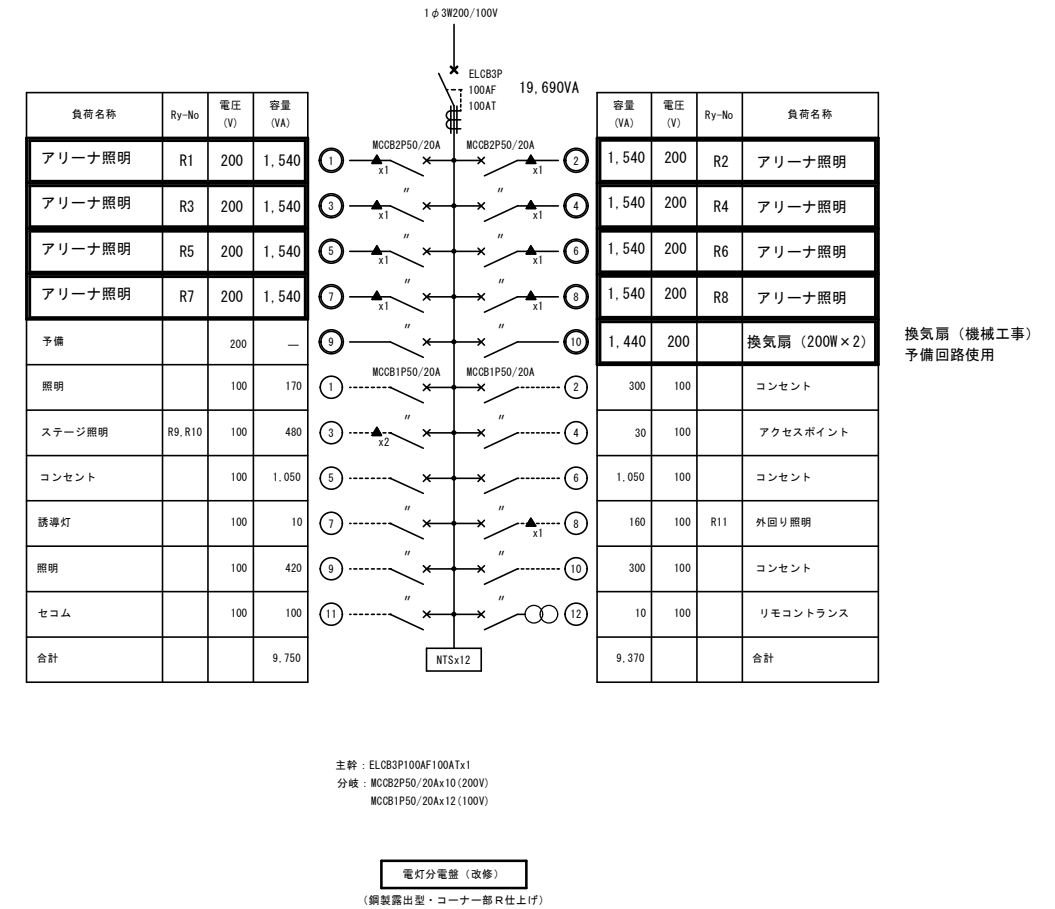 1φ3W200/100V
ELCB3P
100AF
100AT
19,690VA
負荷名称 Ry-No 電圧(V) 容量(VA) 容量(VA) 電圧(V) Ry-No 負荷名称
MCCB2P50/20A MCCB2P50/20A
アリーナ照明 R1 200 1,540 1 x1 x1 2 1,540 200 R2 アリーナ照明
アリーナ照明 R3 200 1,540 3 x1 〃 〃 x1 4 1,540 200 R4 アリーナ照明
アリーナ照明 R5 200 1,540 5 x1 〃 〃 x1 6 1,540 200 R6 アリーナ照明
アリーナ照明 R7 200 1,540 7 x1 〃 〃 x1 8 1,540 200 R8 アリーナ照明
予備 200 — 9 〃 〃 10 1,440 200 換気扇（200W×2）
換気扇（機械工事）
予備回路使用
MCCB1P50/20A MCCB1P50/20A
照明 100 170 1 2 300 100 コンセント
ステージ照明 R9,R10 100 480 3 x2 〃 〃 4 30 100 アクセスポイント
コンセント 100 1,050 5 〃 〃 6 1,050 100 コンセント
誘導灯 100 10 7 〃 〃 x1 8 160 100 R11 外回り照明
照明 100 420 9 〃 〃 10 300 100 コンセント
セコム 100 100 11 〃 〃 12 10 100 リモコントランス
合計 9,750 NTSx12 9,370 合計
主幹：ELCB3P100AF100ATx1
分岐：MCCB2P50/20Ax10(200V)
MCCB1P50/20Ax12(100V)
電灯分電盤（改修）
（鋼製露出型・コーナー部R仕上げ）